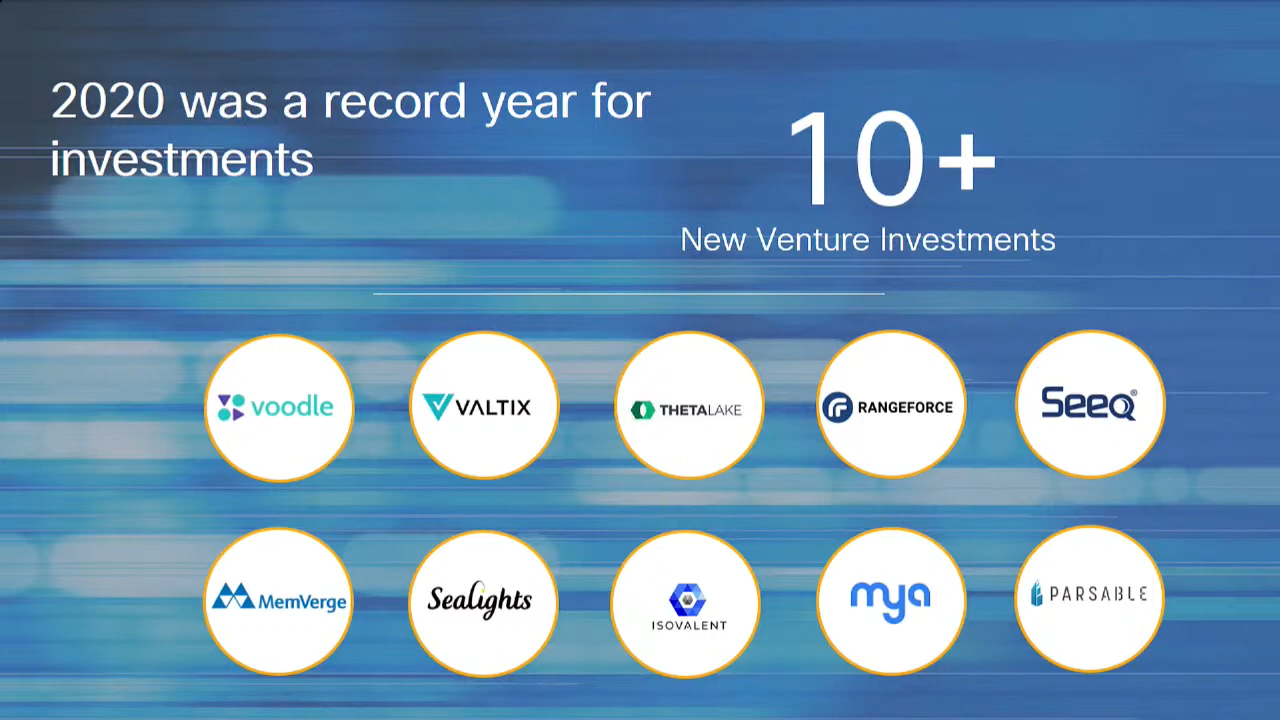 2020 was a record year for
investments
10+
New Venture Investments
voodle
VALTIX
THETALAKE
RANGEFORCE
Seeq®
MemVerge
Sealights
ISOVALENT
mya
PARSABLE